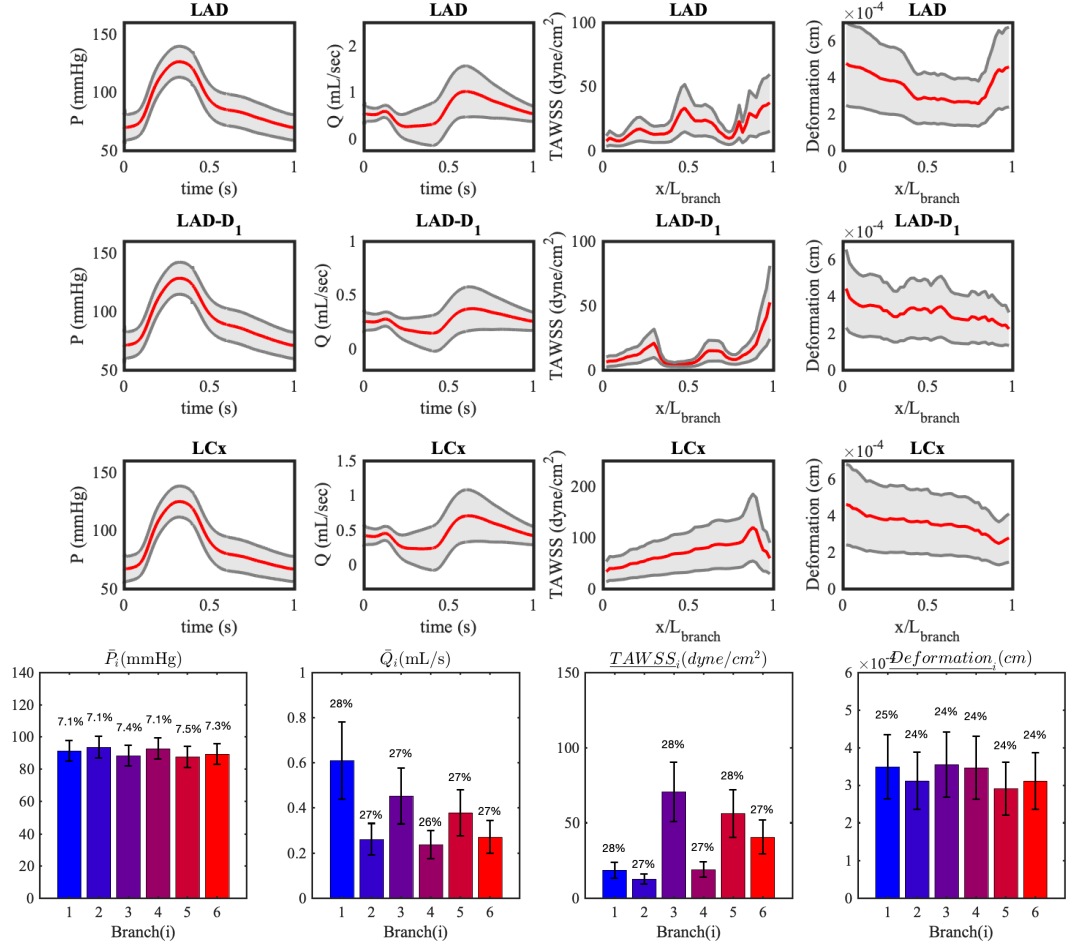 LAD
P (mmHg)
150
100
50
0
0.5
1
time (s)
LAD
Q (mL/sec)
2
1
0
0
0.5
1
time (s)
LAD
TAWSS (dyne/cm²)
100
50
0
0
0.5
1
x/L_branch
LAD
×10⁻⁴
Deformation (cm)
6
4
2
0
0
0.5
1
x/L_branch
LAD-D₁
P (mmHg)
150
100
50
0
0.5
1
time (s)
LAD-D₁
Q (mL/sec)
1
0.5
0
0
0.5
1
time (s)
LAD-D₁
TAWSS (dyne/cm²)
100
50
0
0
0.5
1
x/L_branch
LAD-D₁
×10⁻⁴
Deformation (cm)
6
4
2
0
0
0.5
1
x/L_branch
LCx
P (mmHg)
150
100
50
0
0.5
1
time (s)
LCx
Q (mL/sec)
1.5
1
0.5
0
0
0.5
1
time (s)
LCx
TAWSS (dyne/cm²)
200
100
0
0
0.5
1
x/L_branch
LCx
×10⁻⁴
Deformation (cm)
6
4
2
0
0
0.5
1
x/L_branch
P̄ᵢ(mmHg)
140
120
100
80
60
40
20
0
7.1%
7.1%
7.4%
7.1%
7.5%
7.3%
1 2 3 4 5 6
Branch(i)
Q̄ᵢ(mL/s)
1
0.8
0.6
0.4
0.2
0
28%
27%
27%
26%
27%
27%
1 2 3 4 5 6
Branch(i)
TAWSSᵢ(dyne/cm²)
150
100
50
0
28%
27%
28%
27%
28%
27%
1 2 3 4 5 6
Branch(i)
Deformationᵢ(cm)
6
5
4
3
2
1
0
25%
24%
24%
24%
24%
24%
1 2 3 4 5 6
Branch(i)